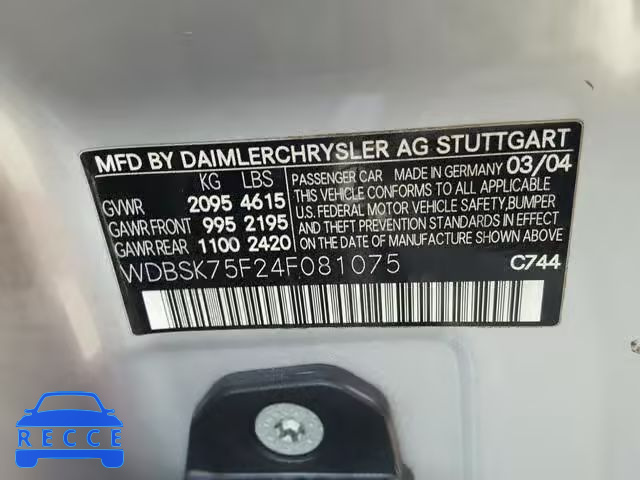 MFD BY DAIMLERCHRYSLER AG STUTTGART
KG LBS
GVWR 2095 4615
GAWR FRONT 995 2195
GAWR REAR 1100 2420
PASSENGER CAR MADE IN GERMANY 03/04
THIS VEHICLE CONFORMS TO ALL APPLICABLE
U.S. FEDERAL MOTOR VEHICLE SAFETY, BUMPER
AND THEFT PREVENTION STANDARDS IN EFFECT
ON THE DATE OF MANUFACTURE SHOWN ABOVE.
WDBSK75F24F081075 C744
RECCE